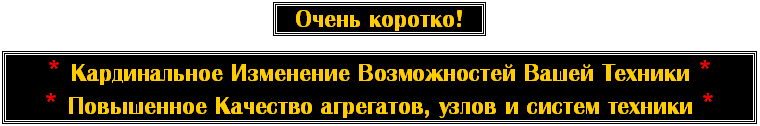 Очень коротко!
* Кардинальное Изменение Возможностей Вашей Техники *
* Повышенное Качество агрегатов, узлов и систем техники *